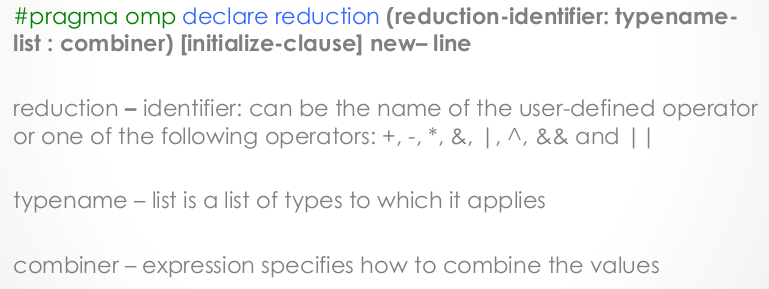 #pragma omp declare reduction (reduction-identifier: typename-
list : combiner) [initialize-clause] new– line
reduction – identifier: can be the name of the user-defined operator
or one of the following operators: +, -, *, &, |, ^, && and ||
typename – list is a list of types to which it applies
combiner – expression specifies how to combine the values